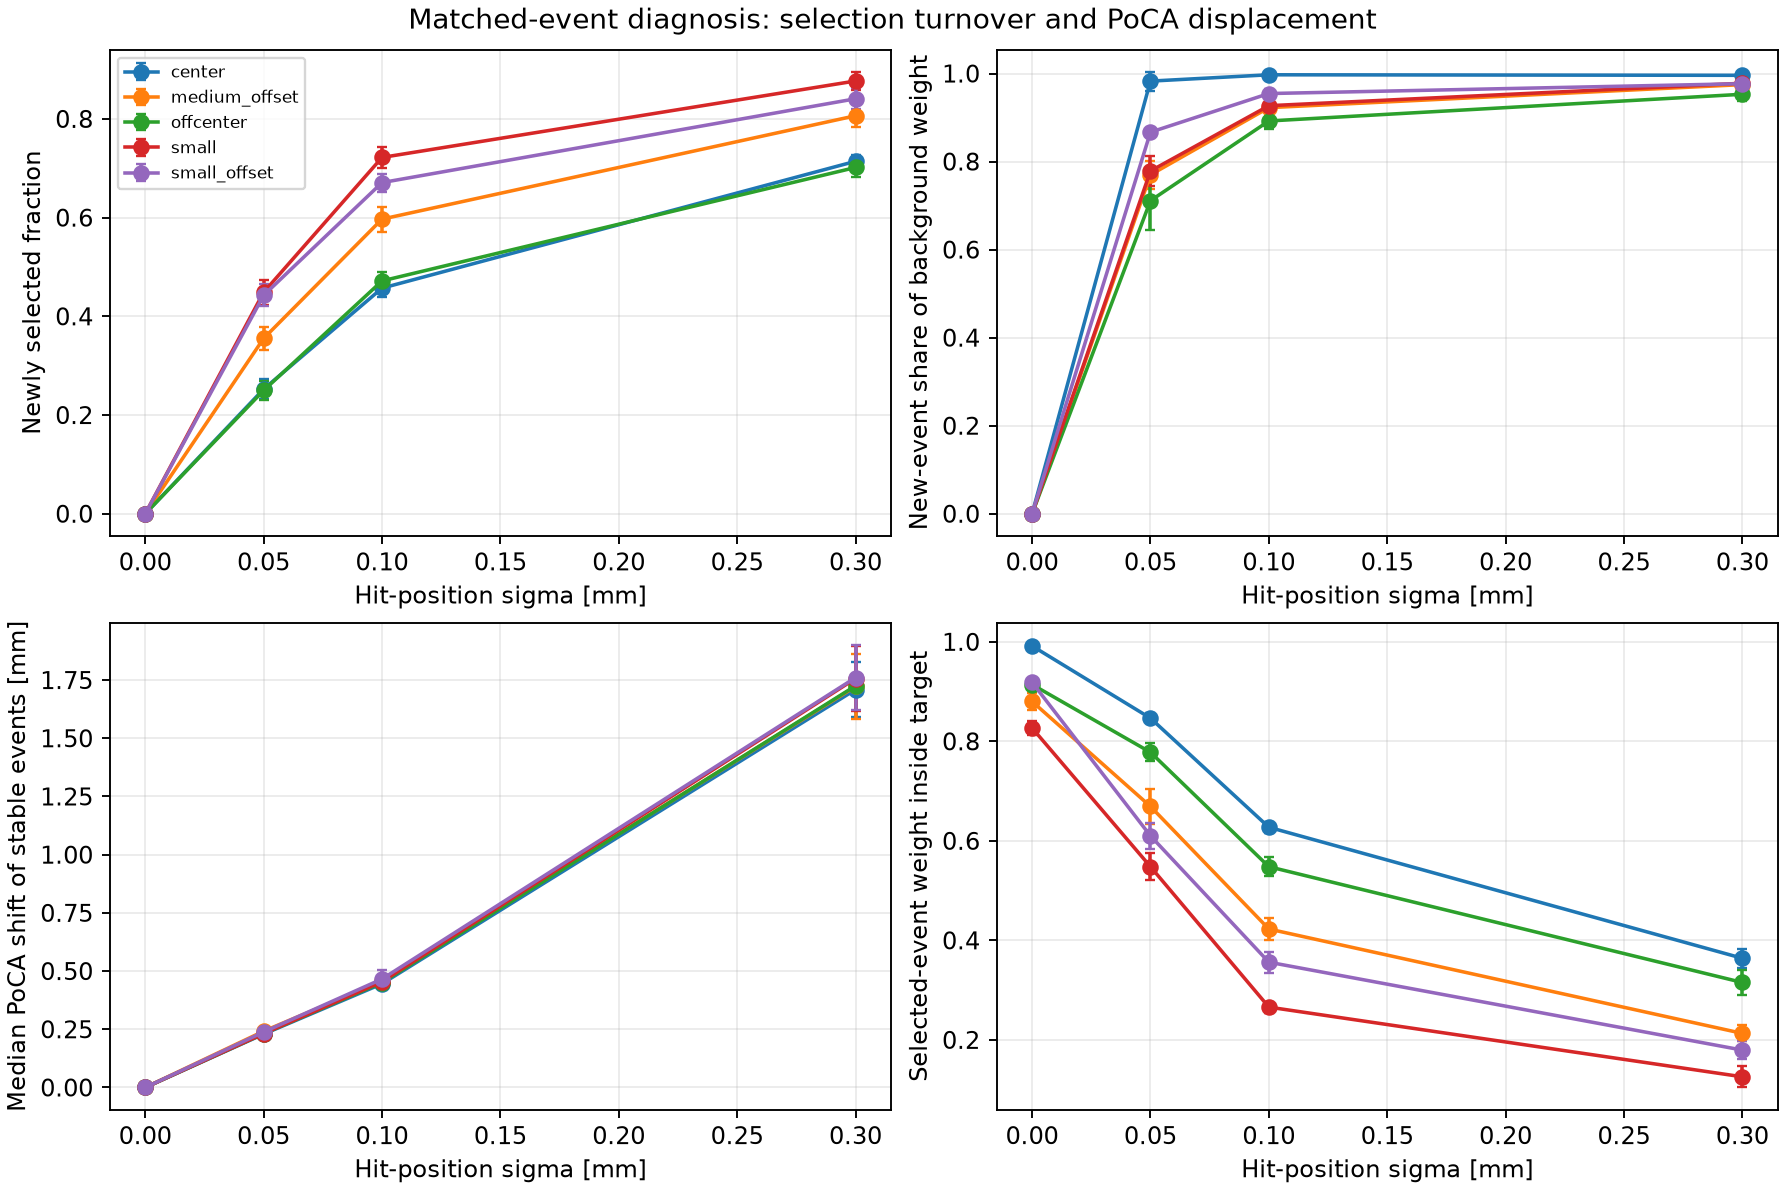 Matched-event diagnosis: selection turnover and PoCA displacement
Newly selected fraction
0.8
0.6
0.4
0.2
0.0
center
medium_offset
offcenter
small
small_offset
0.00 0.05 0.10 0.15 0.20 0.25 0.30
Hit-position sigma [mm]
New-event share of background weight
1.0
0.8
0.6
0.4
0.2
0.0
0.00 0.05 0.10 0.15 0.20 0.25 0.30
Hit-position sigma [mm]
Median PoCA shift of stable events [mm]
1.75
1.50
1.25
1.00
0.75
0.50
0.25
0.00
0.00 0.05 0.10 0.15 0.20 0.25 0.30
Hit-position sigma [mm]
Selected-event weight inside target
1.0
0.8
0.6
0.4
0.2
0.00 0.05 0.10 0.15 0.20 0.25 0.30
Hit-position sigma [mm]